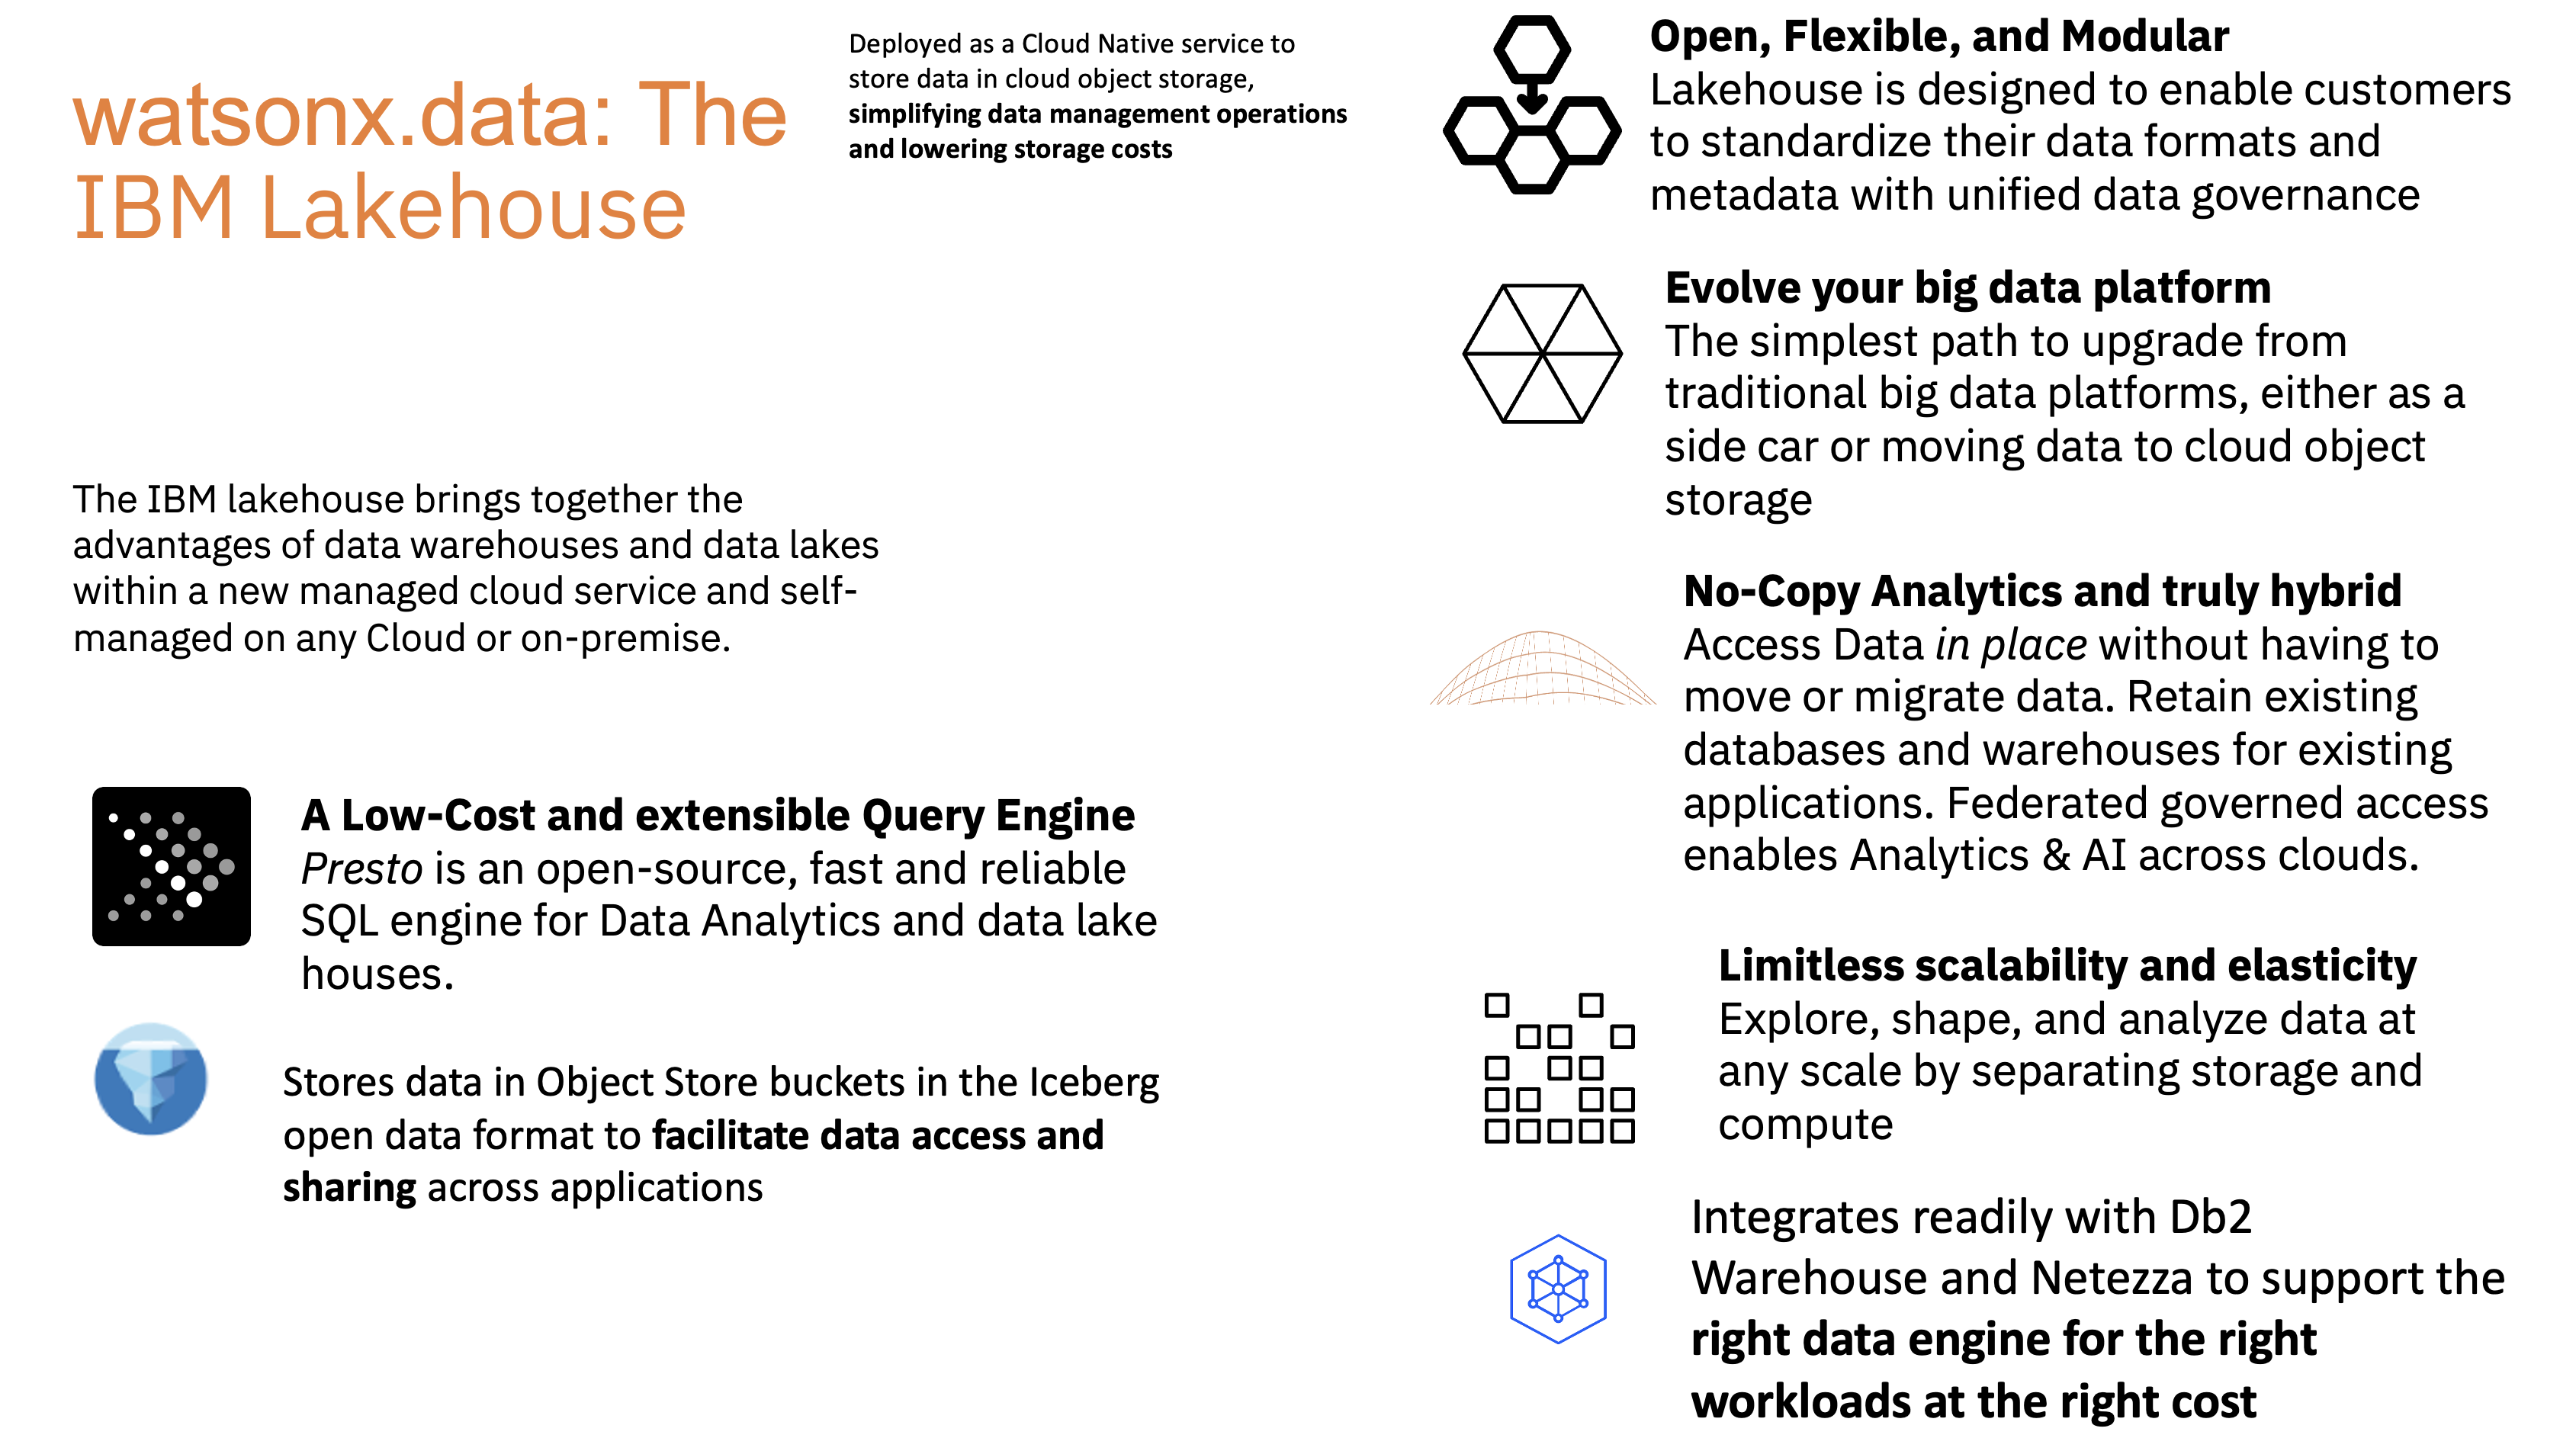 watsonx.data: The
IBM Lakehouse
Deployed as a Cloud Native service to
store data in cloud object storage,
simplifying data management operations
and lowering storage costs
The IBM lakehouse brings together the
advantages of data warehouses and data lakes
within a new managed cloud service and self-
managed on any Cloud or on-premise.
A Low-Cost and extensible Query Engine
Presto is an open-source, fast and reliable
SQL engine for Data Analytics and data lake
houses.
Stores data in Object Store buckets in the Iceberg
open data format to facilitate data access and
sharing across applications
Open, Flexible, and Modular
Lakehouse is designed to enable customers
to standardize their data formats and
metadata with unified data governance
Evolve your big data platform
The simplest path to upgrade from
traditional big data platforms, either as a
side car or moving data to cloud object
storage
No-Copy Analytics and truly hybrid
Access Data in place without having to
move or migrate data. Retain existing
databases and warehouses for existing
applications. Federated governed access
enables Analytics & AI across clouds.
Limitless scalability and elasticity
Explore, shape, and analyze data at
any scale by separating storage and
compute
Integrates readily with Db2
Warehouse and Netezza to support the
right data engine for the right
workloads at the right cost